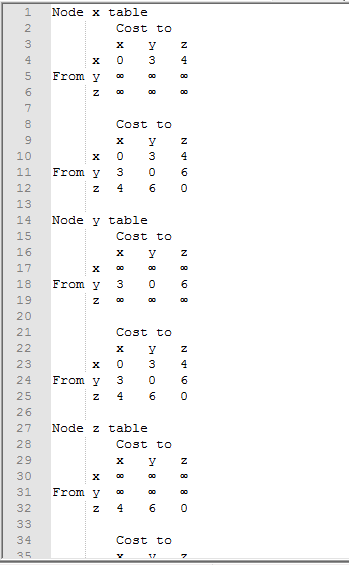 1 Node x table
2 Cost to
3 x y z
4 x 0 3 4
5 From y ∞ ∞ ∞
6 z ∞ ∞ ∞
7
8 Cost to
9 x y z
10 x 0 3 4
11 From y 3 0 6
12 z 4 6 0
13
14 Node y table
15 Cost to
16 x y z
17 x ∞ ∞ ∞
18 From y 3 0 6
19 z ∞ ∞ ∞
20
21 Cost to
22 x y z
23 x 0 3 4
24 From y 3 0 6
25 z 4 6 0
26
27 Node z table
28 Cost to
29 x y z
30 x ∞ ∞ ∞
31 From y ∞ ∞ ∞
32 z 4 6 0
33
34 Cost to
35 x y z